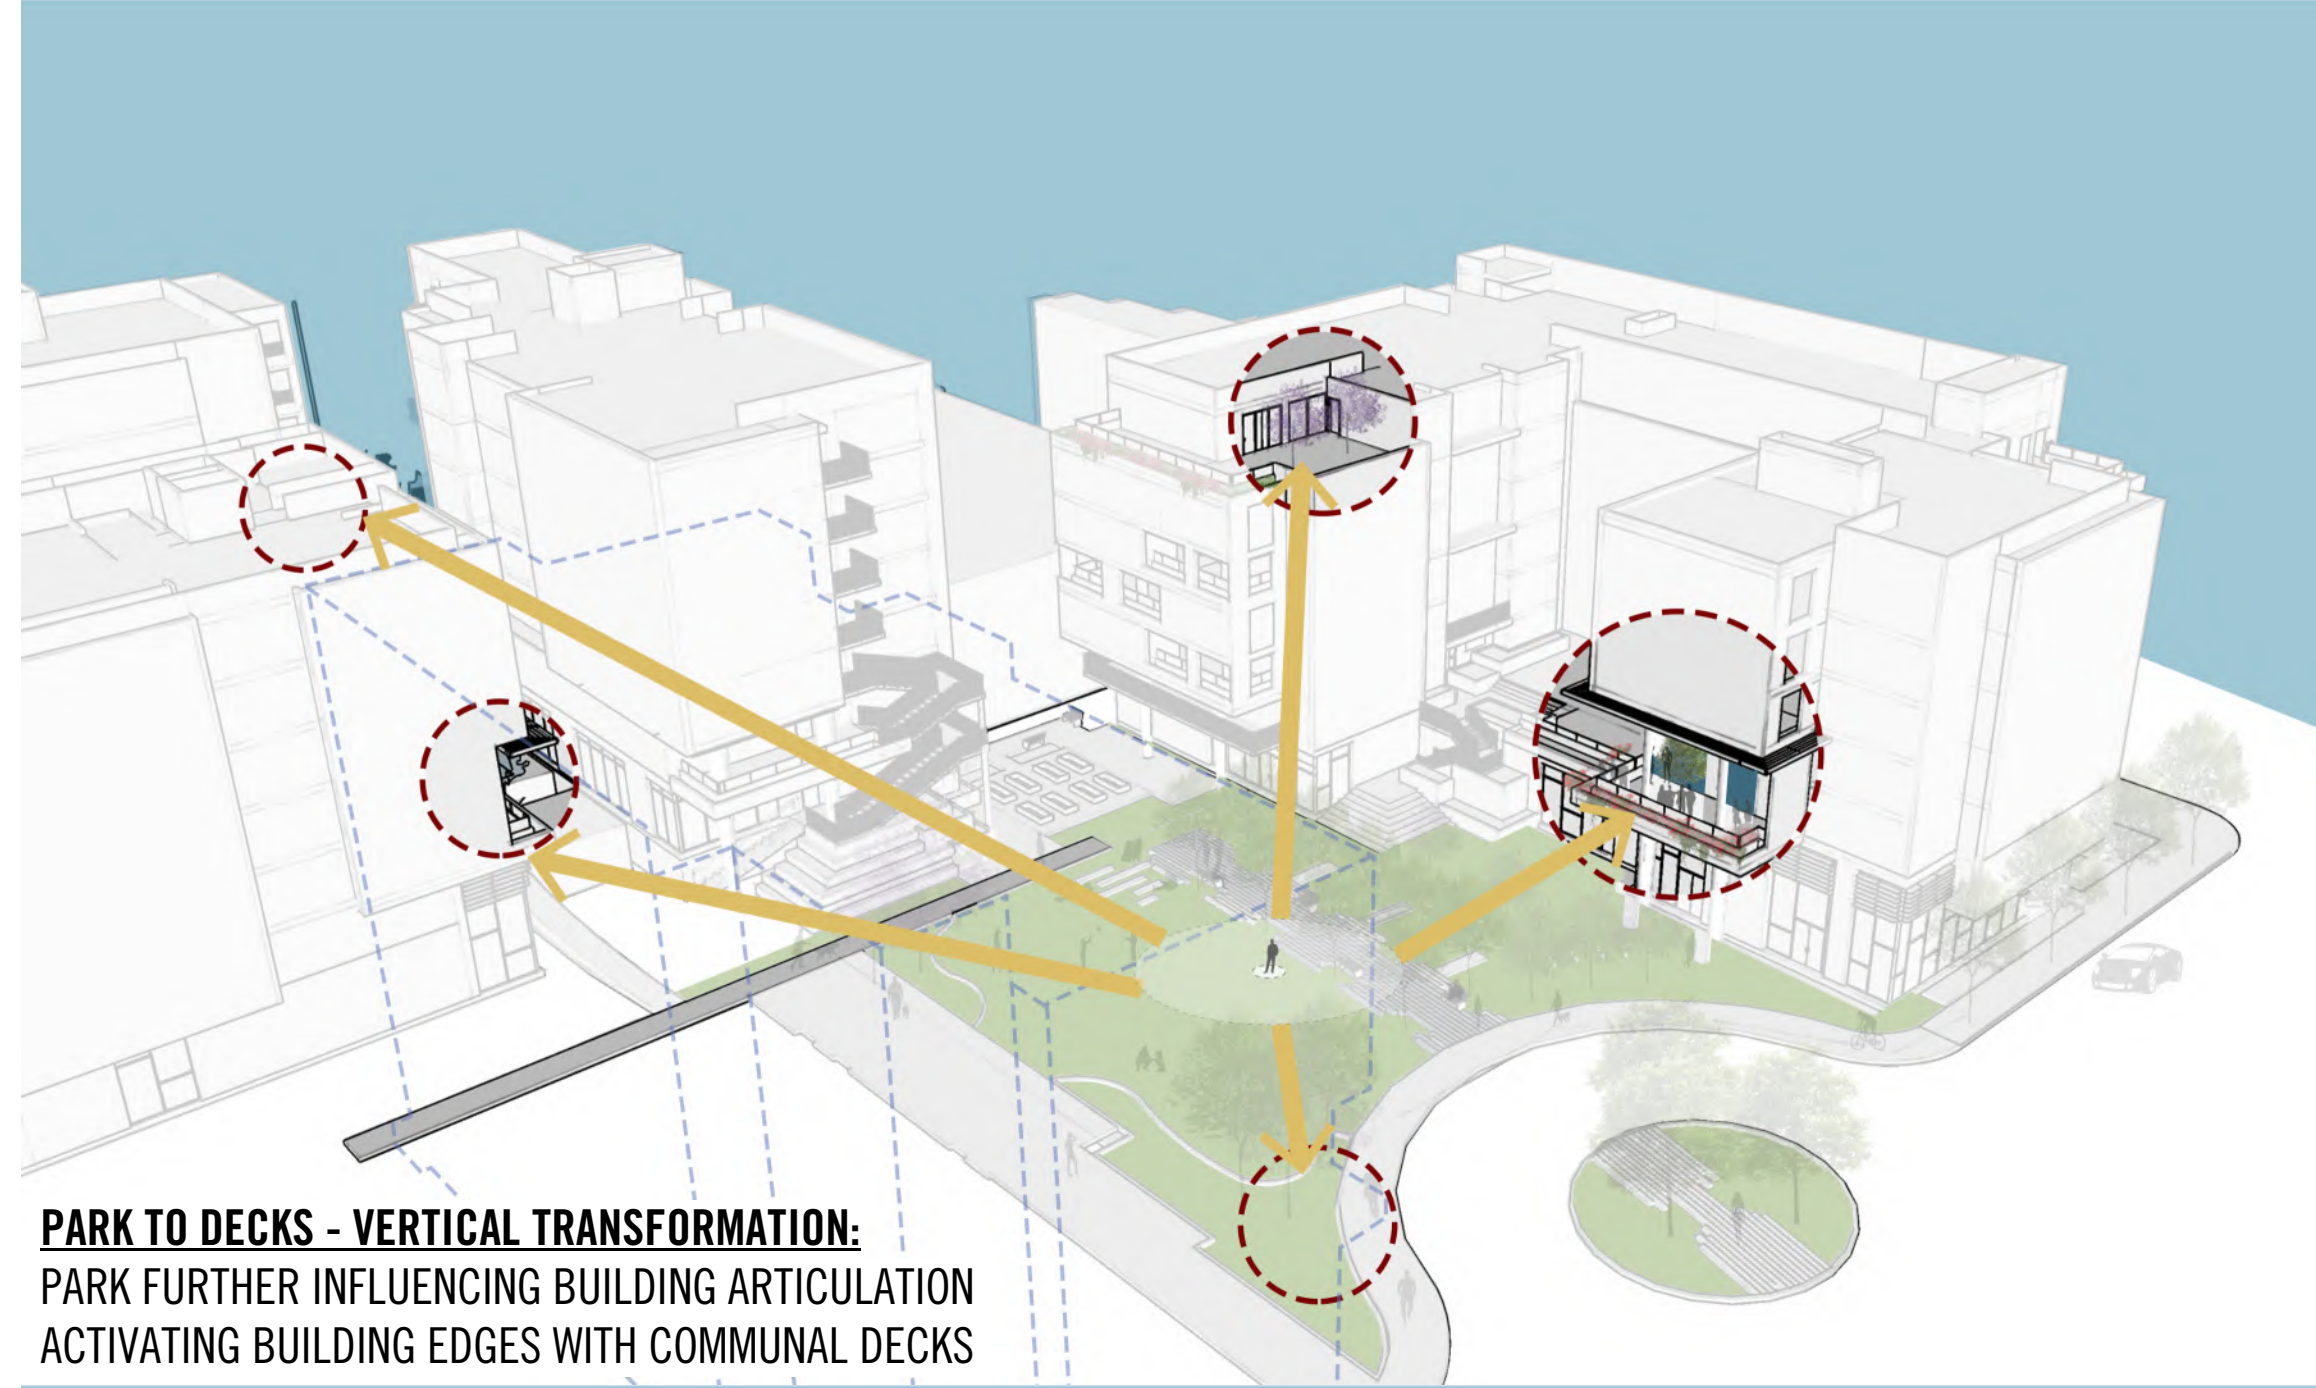 PARK TO DECKS - VERTICAL TRANSFORMATION:
PARK FURTHER INFLUENCING BUILDING ARTICULATION
ACTIVATING BUILDING EDGES WITH COMMUNAL DECKS